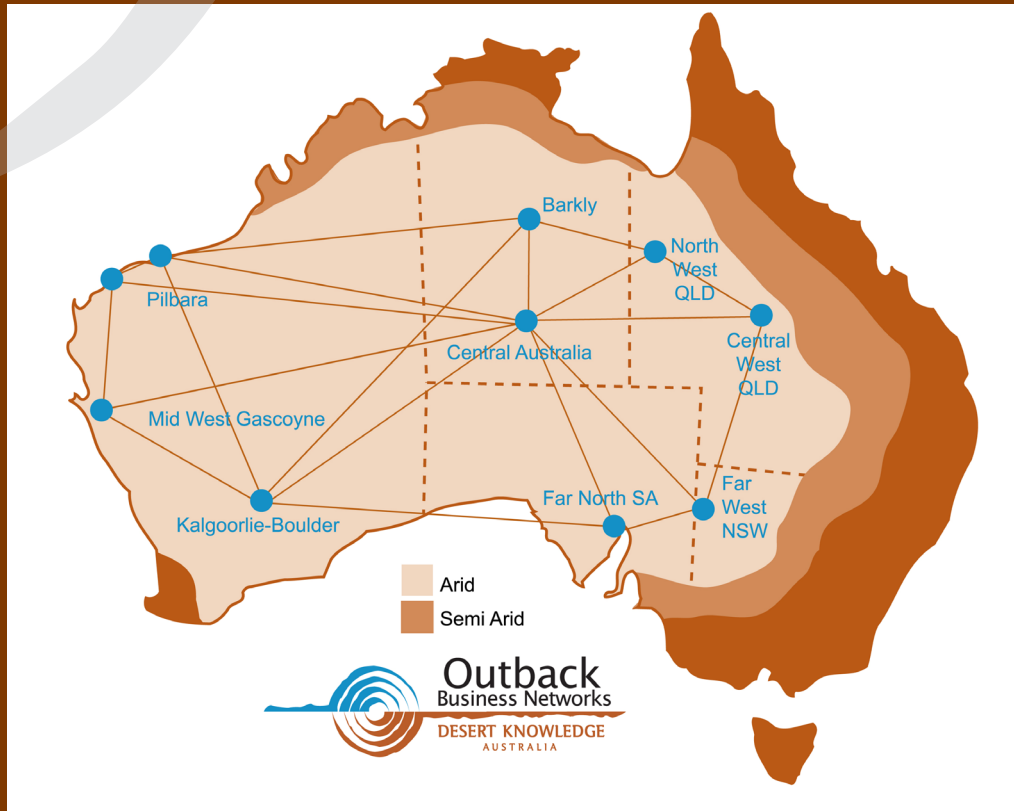 Barkly
North
West
QLD
Pilbara
Central Australia
Central
West
QLD
Mid West Gascoyne
Far North SA
Far
West
NSW
Kalgoorlie-Boulder
Arid
Semi Arid
Outback
Business Networks
DESERT KNOWLEDGE
AUSTRALIA